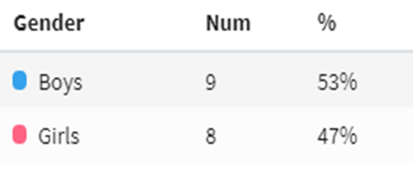 Gender Num %
Boys 9 53%
Girls 8 47%